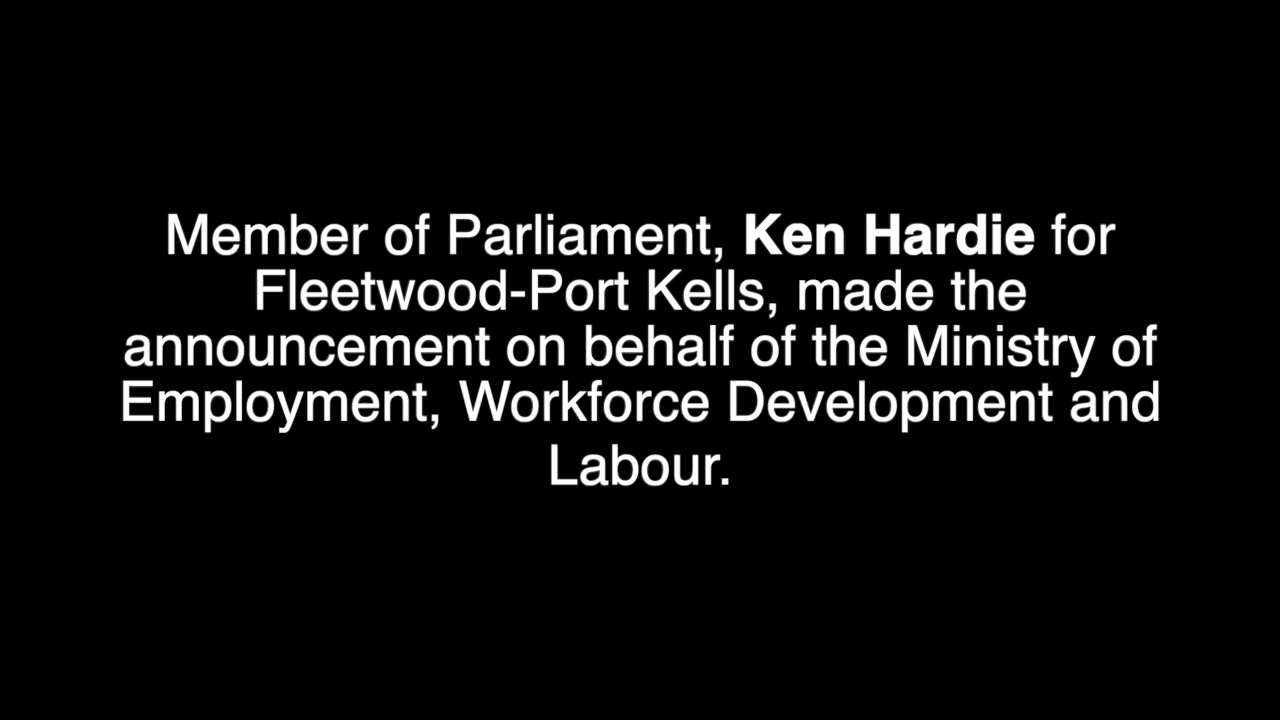 Member of Parliament, Ken Hardie for
Fleetwood-Port Kells, made the
announcement on behalf of the Ministry of
Employment, Workforce Development and
Labour.